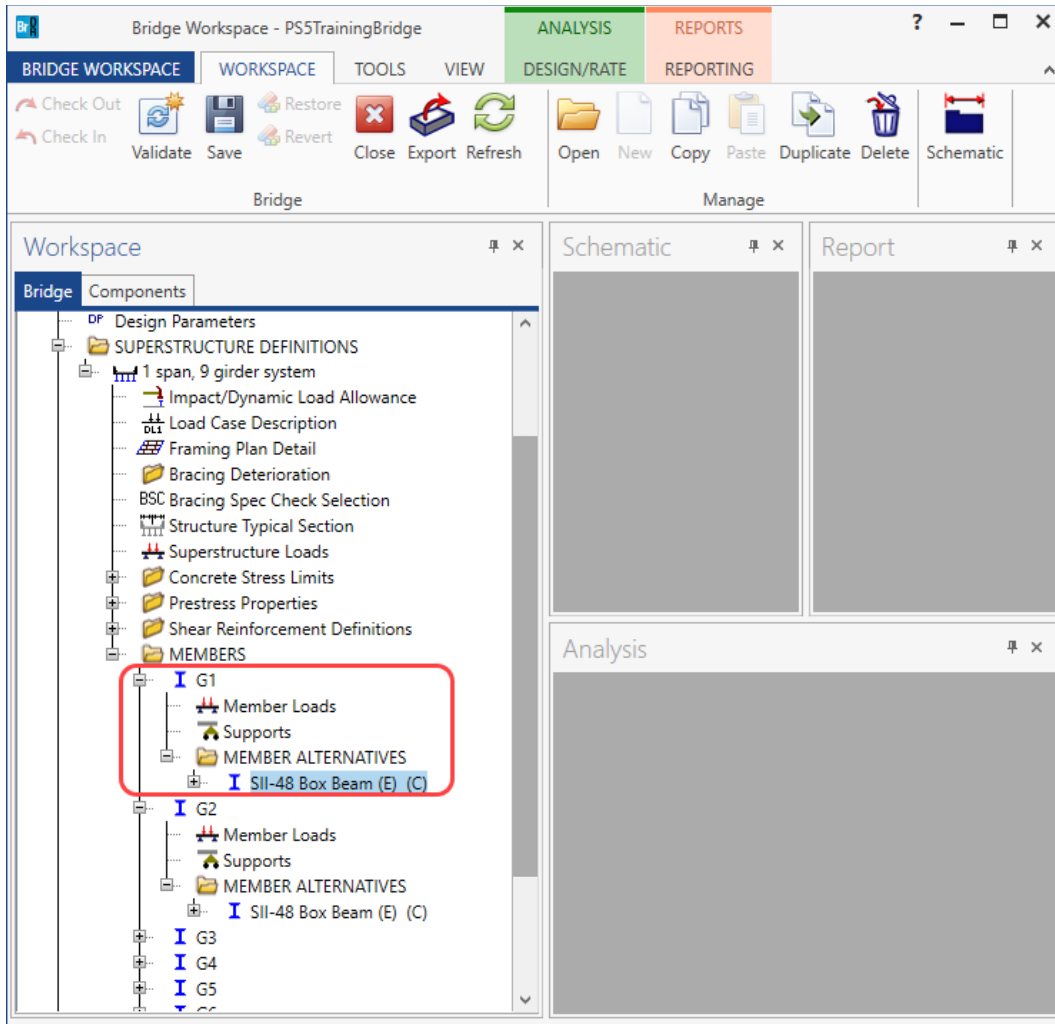 Br R Bridge Workspace - PS5TrainingBridge ANALYSIS REPORTS ?
BRIDGE WORKSPACE WORKSPACE TOOLS VIEW DESIGN/RATE REPORTING
Check Out
Check In
Validate Save
Restore
Revert
Close Export Refresh
Open New Copy Paste Duplicate Delete Schematic
Bridge Manage
Workspace
Bridge Components
DP Design Parameters
SUPERSTRUCTURE DEFINITIONS
1 span, 9 girder system
Impact/Dynamic Load Allowance
DL1 Load Case Description
Framing Plan Detail
Bracing Deterioration
BSC Bracing Spec Check Selection
Structure Typical Section
Superstructure Loads
Concrete Stress Limits
Prestress Properties
Shear Reinforcement Definitions
MEMBERS
G1
Member Loads
Supports
MEMBER ALTERNATIVES
SII-48 Box Beam (E) (C)
G2
Member Loads
Supports
MEMBER ALTERNATIVES
SII-48 Box Beam (E) (C)
G3
G4
G5
Schematic
Report
Analysis